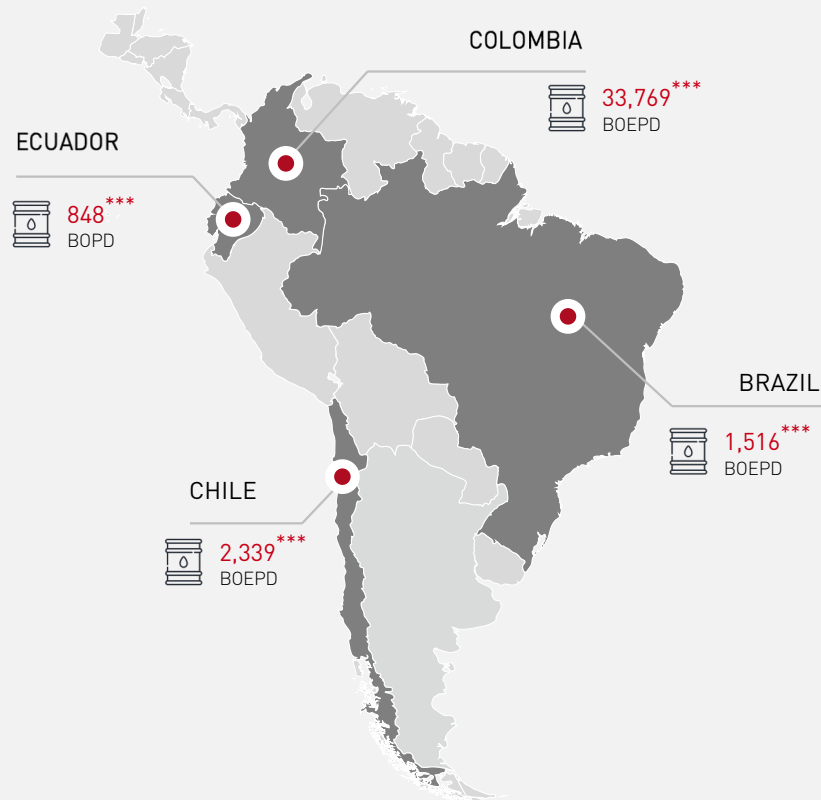 COLOMBIA
33,769***
BOEPD
ECUADOR
848***
BOPD
BRAZIL
1,516***
BOEPD
CHILE
2,339***
BOEPD